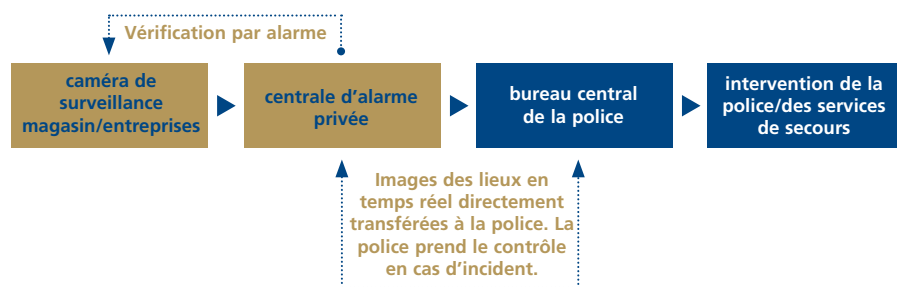 Vérification par alarme
caméra de
surveillance
magasin/entreprises
centrale d’alarme
privée
bureau central
de la police
intervention de la
police/des services
de secours
Images des lieux en
temps réel directement
transférées à la police. La
police prend le contrôle
en cas d’incident.